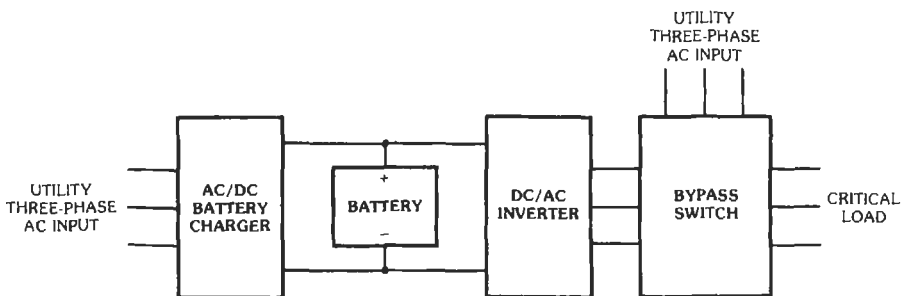 UTILITY
THREE-PHASE
AC INPUT
UTILITY
THREE-PHASE
AC INPUT
AC/DC
BATTERY
CHARGER
+
BATTERY
−
DC/AC
INVERTER
BYPASS
SWITCH
CRITICAL
LOAD